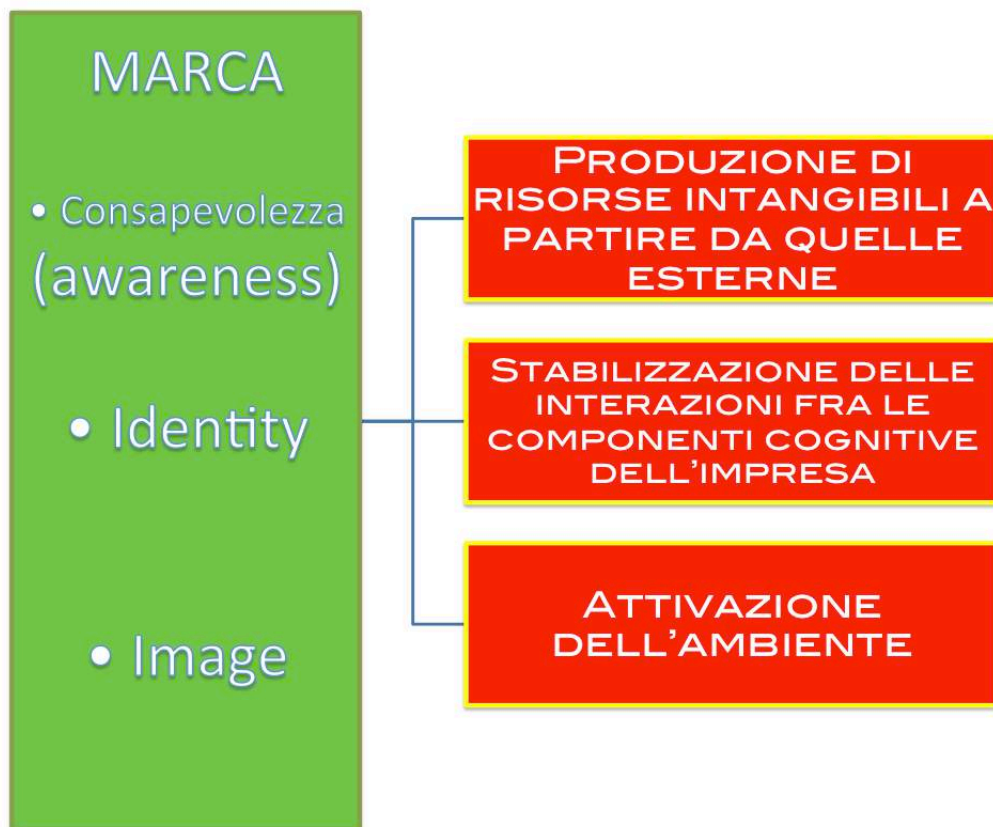 MARCA
• Consapevolezza
(awareness)
• Identity
• Image
PRODUZIONE DI
RISORSE INTANGIBILI A
PARTIRE DA QUELLE
ESTERNE
STABILIZZAZIONE DELLE
INTERAZIONI FRA LE
COMPONENTI COGNITIVE
DELL'IMPRESA
ATTIVAZIONE
DELL'AMBIENTE